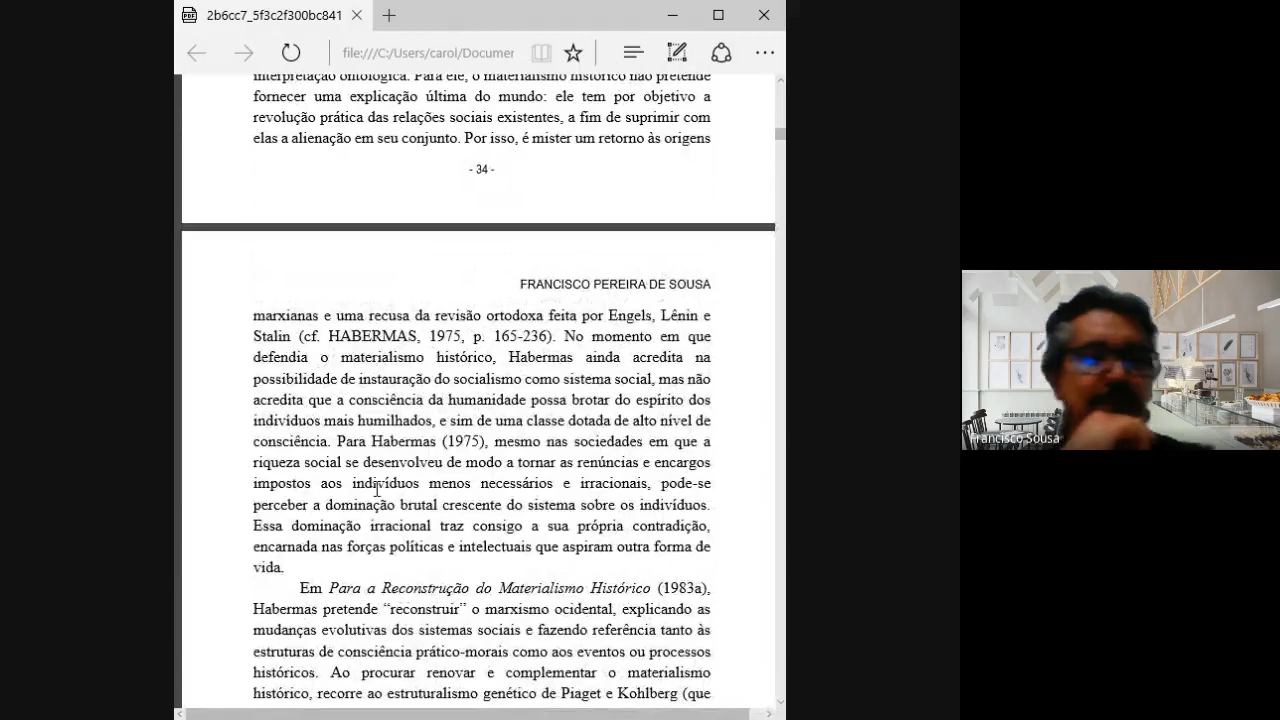 2b6cc7_5f3c2f300bc841
file:///C:/Users/carol/Documer
interpretação ontológica. Para ele, o materialismo histórico não pretende
fornecer uma explicação última do mundo: ele tem por objetivo a
revolução prática das relações sociais existentes, a fim de suprimir com
elas a alienação em seu conjunto. Por isso, é mister um retorno às origens
- 34 -
FRANCISCO PEREIRA DE SOUSA
marxianas e uma recusa da revisão ortodoxa feita por Engels, Lênin e
Stalin (cf. HABERMAS, 1975, p. 165-236). No momento em que
defendia o materialismo histórico, Habermas ainda acredita na
possibilidade de instauração do socialismo como sistema social, mas não
acredita que a consciência da humanidade possa brotar do espírito dos
indivíduos mais humilhados, e sim de uma classe dotada de alto nível de
consciência. Para Habermas (1975), mesmo nas sociedades em que a
riqueza social se desenvolveu de modo a tornar as renúncias e encargos
impostos aos indivíduos menos necessários e irracionais, pode-se
perceber a dominação brutal crescente do sistema sobre os indivíduos.
Essa dominação irracional traz consigo a sua própria contradição,
encarnada nas forças políticas e intelectuais que aspiram outra forma de
vida.
Em Para a Reconstrução do Materialismo Histórico (1983a),
Habermas pretende “reconstruir” o marxismo ocidental, explicando as
mudanças evolutivas dos sistemas sociais e fazendo referência tanto às
estruturas de consciência prático-morais como aos eventos ou processos
históricos. Ao procurar renovar e complementar o materialismo
histórico, recorre ao estruturalismo genético de Piaget e Kohlberg (que
Francisco Sousa